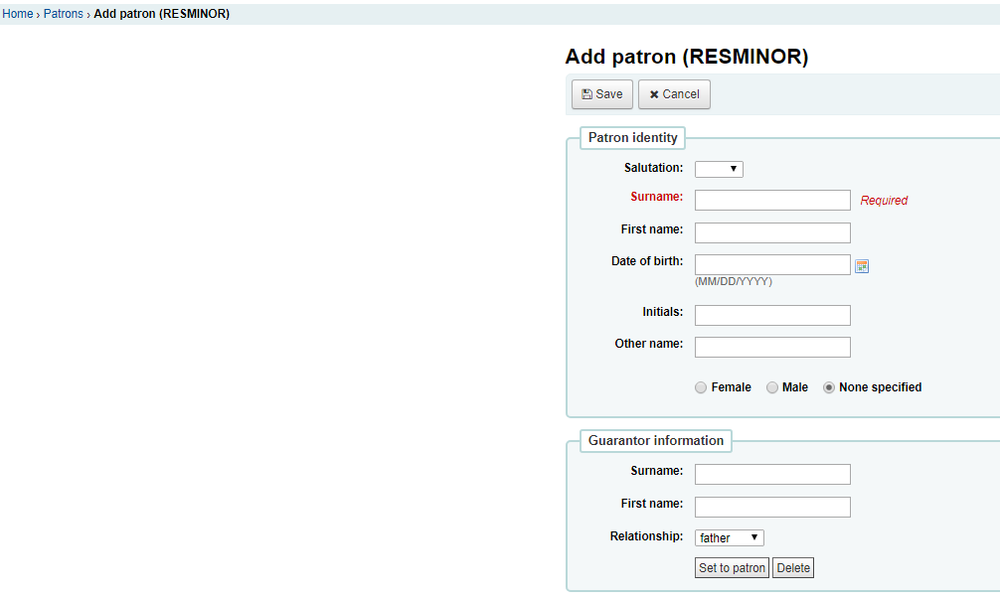 Home › Patrons › Add patron (RESMINOR)
Add patron (RESMINOR)
Save Cancel
Patron identity
Salutation:
Surname: Required
First name:
Date of birth:
(MM/DD/YYYY)
Initials:
Other name:
Female Male None specified
Guarantor information
Surname:
First name:
Relationship: father
Set to patron Delete